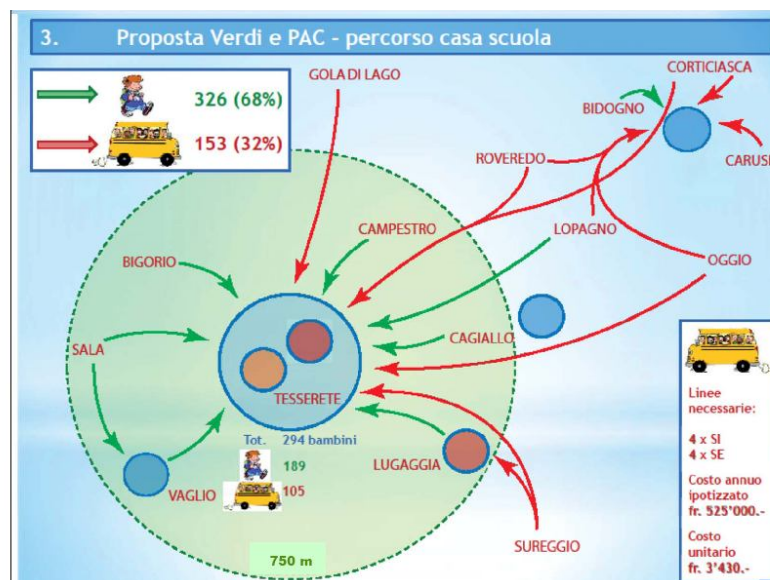 3. Proposta Verdi e PAC - percorso casa scuola
326 (68%)
153 (32%)
GOLA DI LAGO
CORTICIASCA
BIDOGNO
CARUSI
ROVEREDO
CAMPESTRO
LOPAGNO
BIGORIO
OGGIO
SALA
CAGIALLO
TESSERETE
Tot. 294 bambini
189
105
LUGAGGIA
VAGLIO
SUREGGIO
750 m
Linee
necessarie:
4 x SI
4 x SE
Costo annuo
ipotizzato
fr. 525'000.-
Costo
unitario
fr. 3'430.-